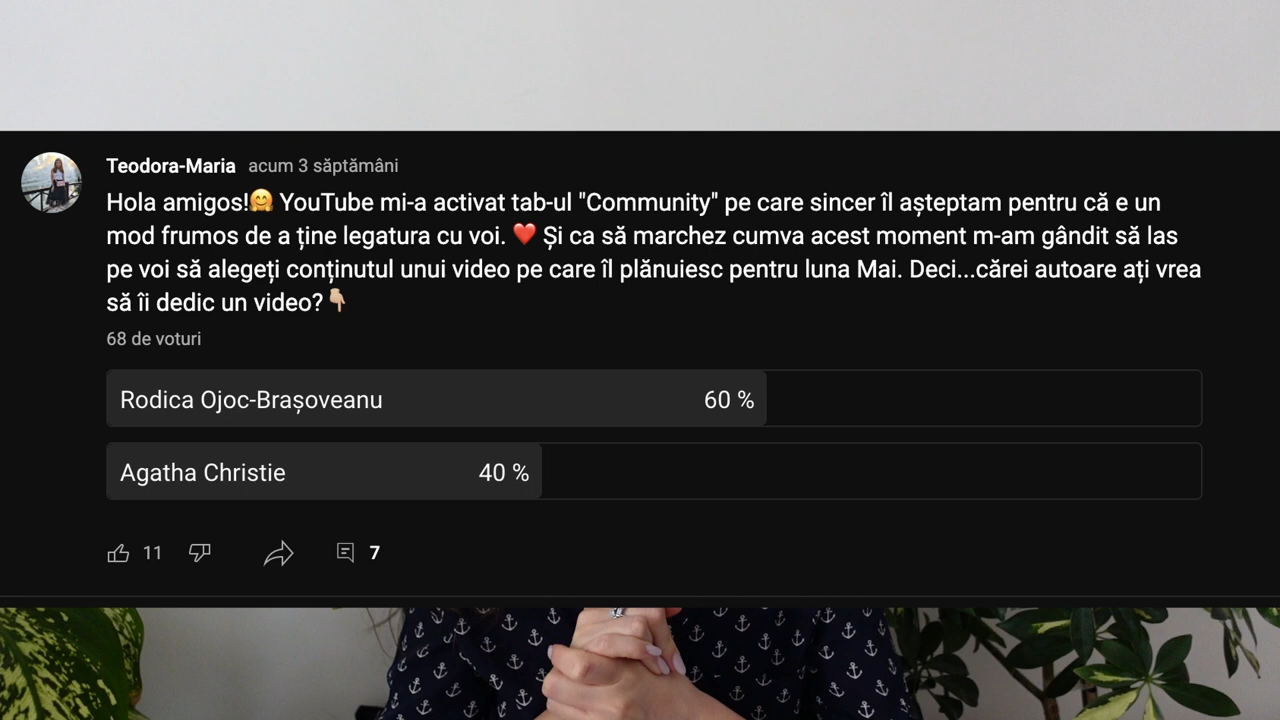 Teodora-Maria acum 3 săptămâni
Hola amigos!🤗 YouTube mi-a activat tab-ul "Community" pe care sincer îl așteptam pentru că e un
mod frumos de a ține legatura cu voi. ❤️ Și ca să marchez cumva acest moment m-am gândit să las
pe voi să alegeți conținutul unui video pe care îl plănuiesc pentru luna Mai. Deci...cărei autoare ați vrea
să îi dedic un video?👇🏼
68 de voturi
Rodica Ojoc-Brașoveanu 60 %
Agatha Christie 40 %
11 7